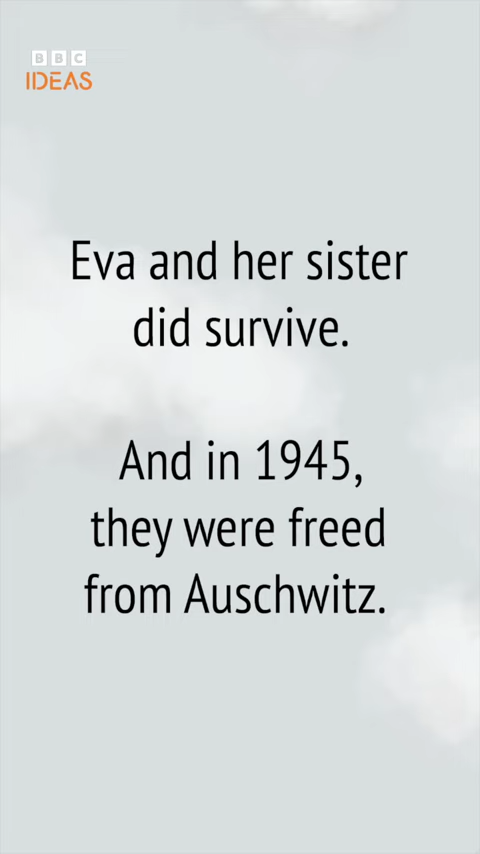 BBC
IDEAS
Eva and her sister
did survive.
And in 1945,
they were freed
from Auschwitz.